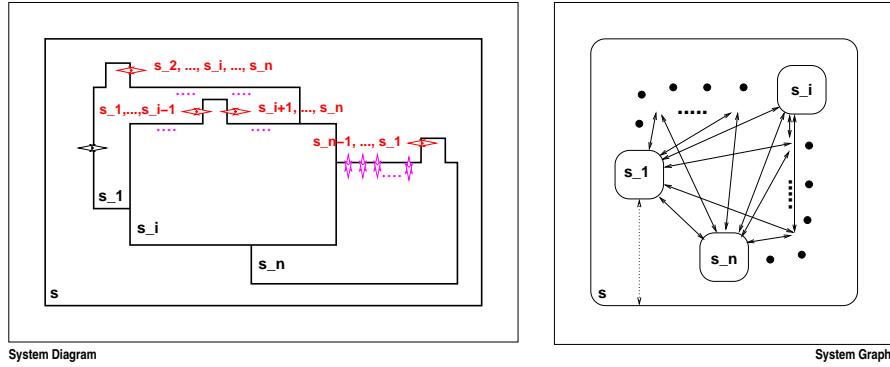 s_2, ..., s_i, ..., s_n
s_1,...,s_i−1
s_i+1, ..., s_n
s_n−1, ..., s_1
s_1
s_i
s_n
s
System Diagram
s_i
s_1
s_n
s
System Graph